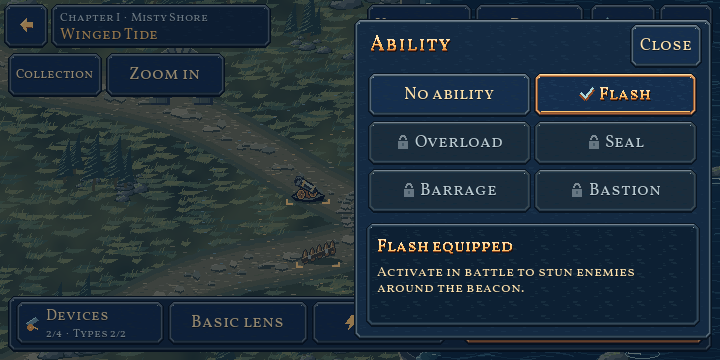 Chapter I · Misty Shore
Winged Tide
Collection
Zoom in
Ability
Close
No ability
Flash
Overload
Seal
Barrage
Bastion
Flash equipped
Activate in battle to stun enemies
around the beacon.
Devices
2/4 · Types 2/2
Basic lens